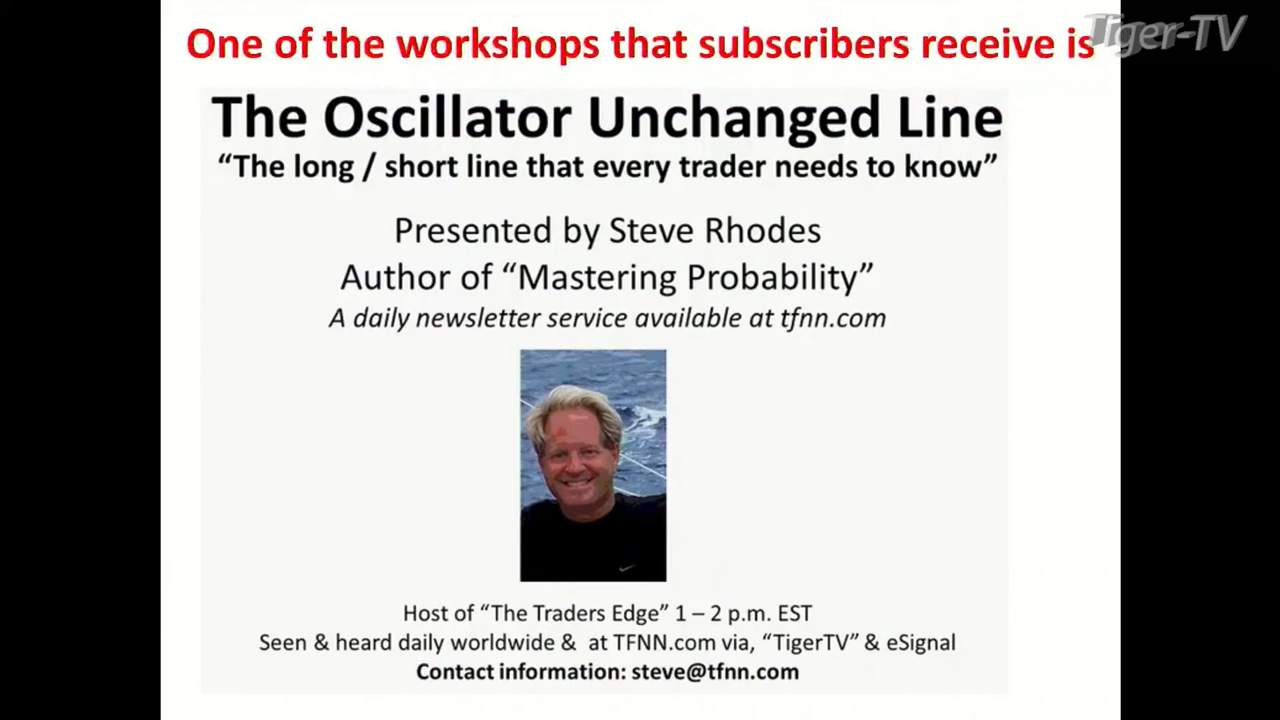 One of the workshops that subscribers receive is
Tiger-TV
The Oscillator Unchanged Line
“The long / short line that every trader needs to know”
Presented by Steve Rhodes
Author of “Mastering Probability”
A daily newsletter service available at tfnn.com
Host of “The Traders Edge” 1 – 2 p.m. EST
Seen & heard daily worldwide & at TFNN.com via, “TigerTV” & eSignal
Contact information: steve@tfnn.com